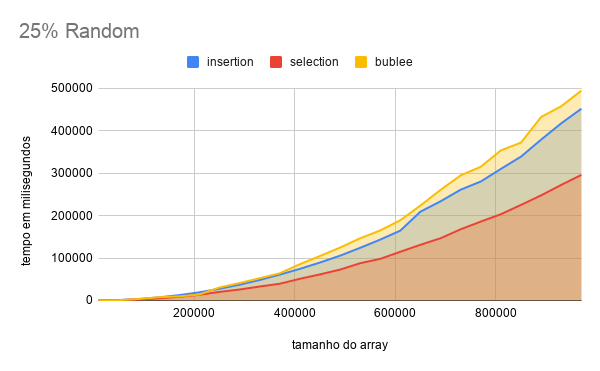 25% Random
insertion
selection
bublee
500000
400000
300000
200000
100000
0
tempo em milisegundos
200000
400000
600000
800000
tamanho do array